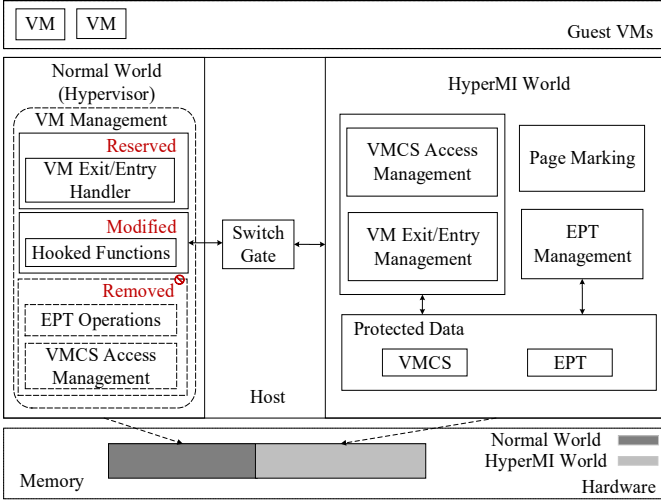 VM
VM
Guest VMs
Normal World
(Hypervisor)
VM Management
Reserved
VM Exit/Entry
Handler
Modified
Hooked Functions
Removed
EPT Operations
VMCS Access
Management
Switch
Gate
Host
HyperMI World
VMCS Access
Management
Page Marking
VM Exit/Entry
Management
EPT
Management
Protected Data
VMCS
EPT
Memory
Normal World
HyperMI World
Hardware